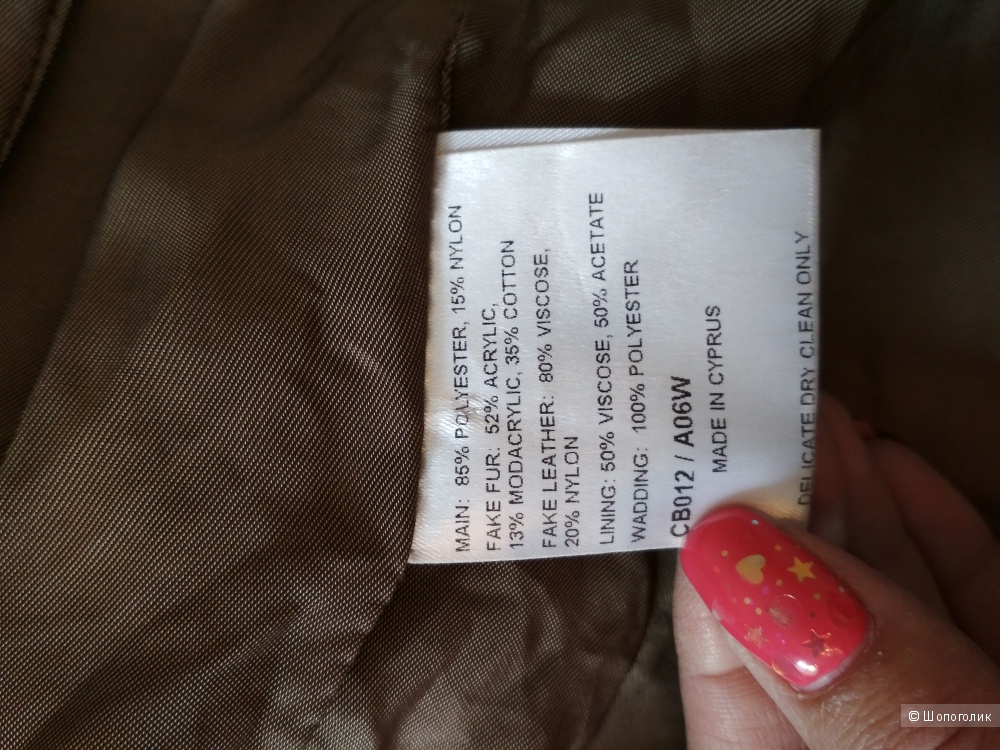 MAIN: 85% POLYESTER, 15% NYLON
FAKE FUR: 52% ACRYLIC,
13% MODACRYLIC, 35% COTTON
FAKE LEATHER: 80% VISCOSE,
20% NYLON
LINING: 50% VISCOSE, 50% ACETATE
WADDING: 100% POLYESTER
CB012 / A06W
MADE IN CYPRUS
DELICATE DRY CLEAN ONLY
© Шопоголик